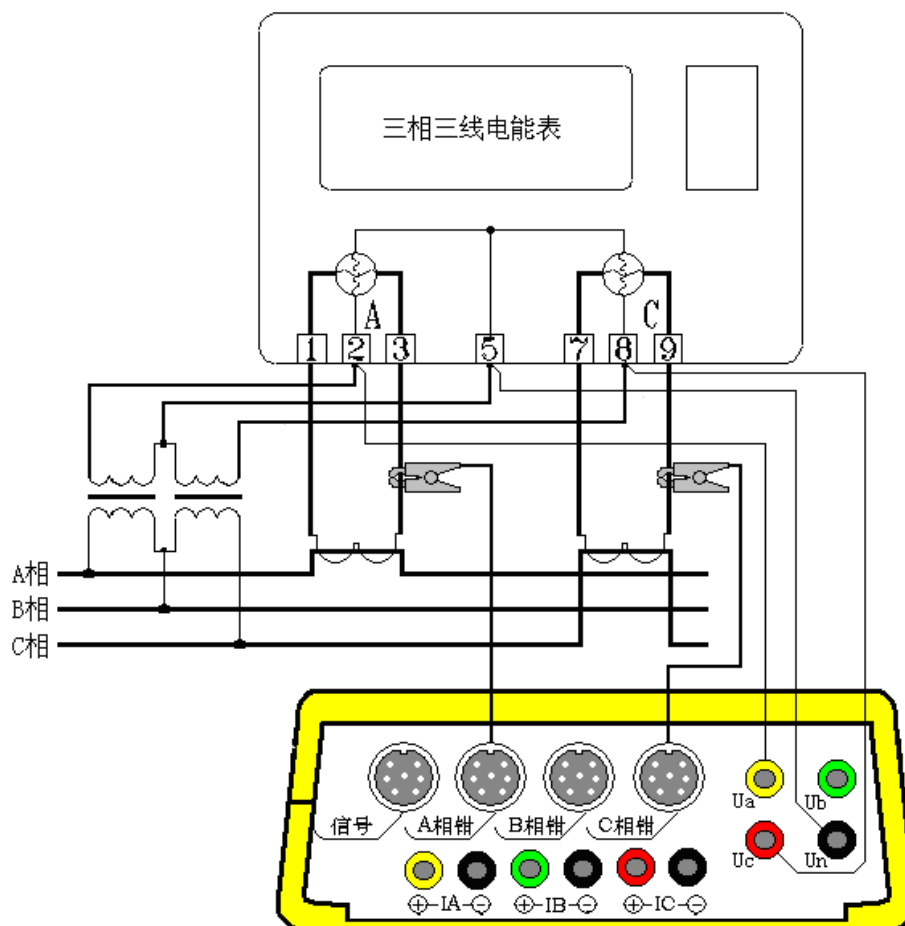 三相三线电能表
A
C
1 2 3 5 7 8 9
A相
B相
C相
Ua Ub
信号 A相钳 B相钳 C相钳
Uc Un
⊕-IA-⊖ ⊕-IB-⊖ ⊕-IC-⊖